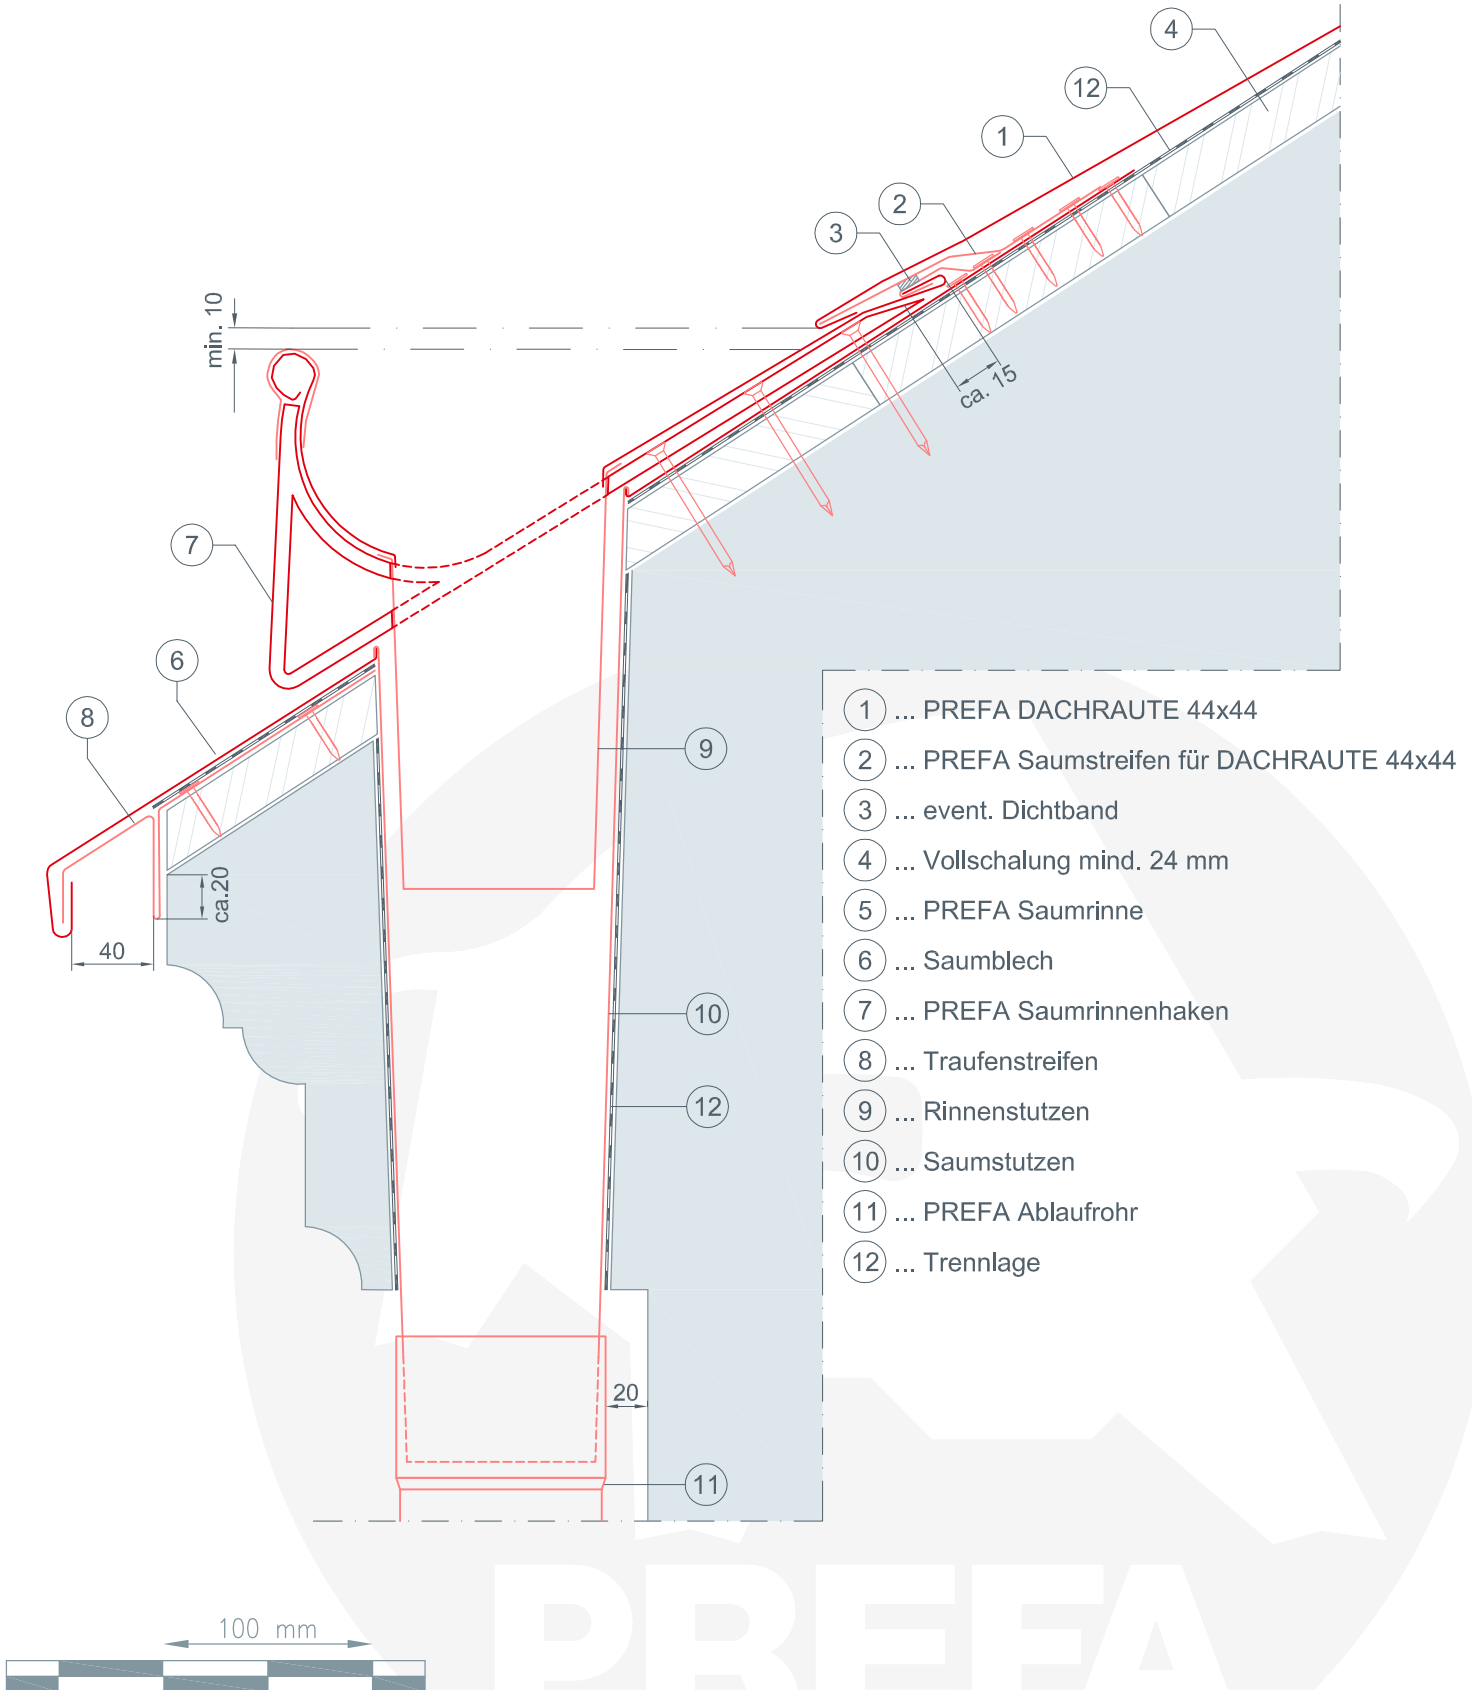 4
12
1
2
3
min. 10
ca. 15
7
6
8
9
ca.20
40
10
12
20
11
1 ... PREFA DACHRAUTE 44x44
2 ... PREFA Saumstreifen für DACHRAUTE 44x44
3 ... event. Dichtband
4 ... Vollschalung mind. 24 mm
5 ... PREFA Saumrinne
6 ... Saumblech
7 ... PREFA Saumrinnenhaken
8 ... Traufenstreifen
9 ... Rinnenstutzen
10 ... Saumstutzen
11 ... PREFA Ablaufrohr
12 ... Trennlage
100 mm
PREFA